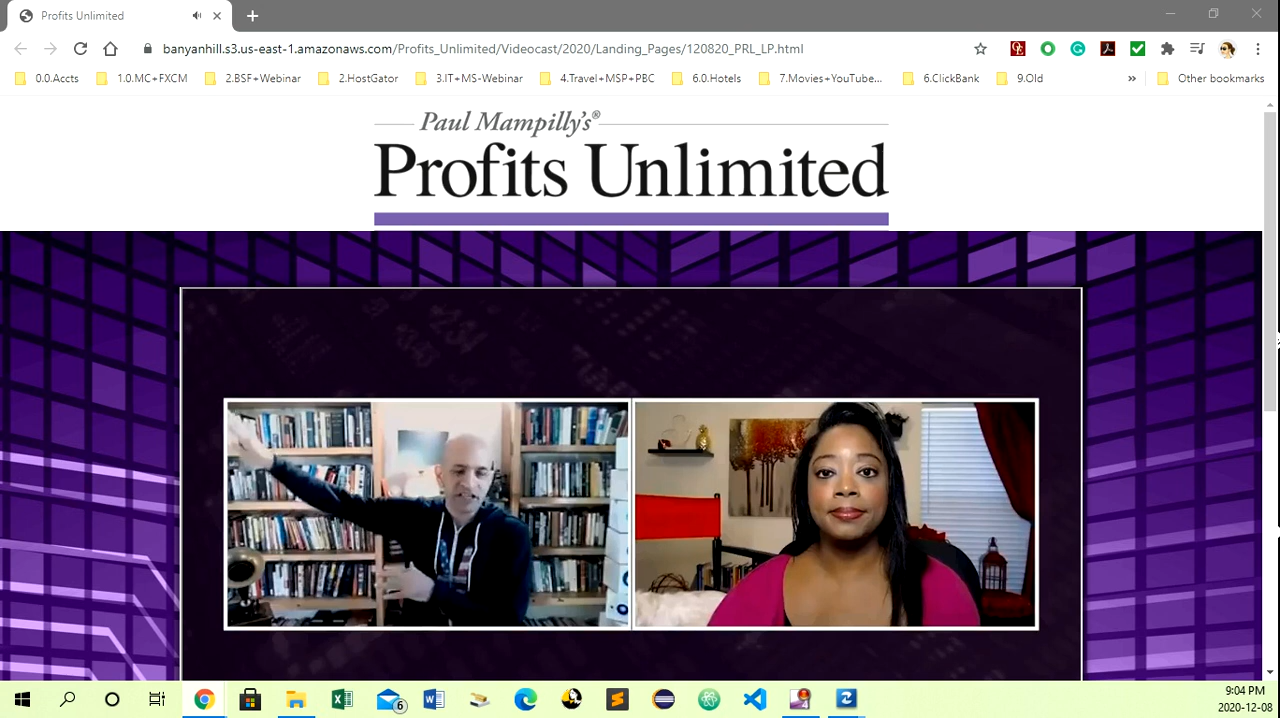 Profits Unlimited
banyanhill.s3.us-east-1.amazonaws.com/Profits_Unlimited/Videocast/2020/Landing_Pages/120820_PRL_LP.html
0.0.Accts 1.0.MC+FXCM 2.BSF+Webinar 2.HostGator 3.IT+MS-Webinar 4.Travel+MSP+PBC 6.0.Hotels 7.Movies+YouTube... 6.ClickBank 9.Old » Other bookmarks
Paul Mampilly's®
Profits Unlimited
6
9:04 PM
2020-12-08